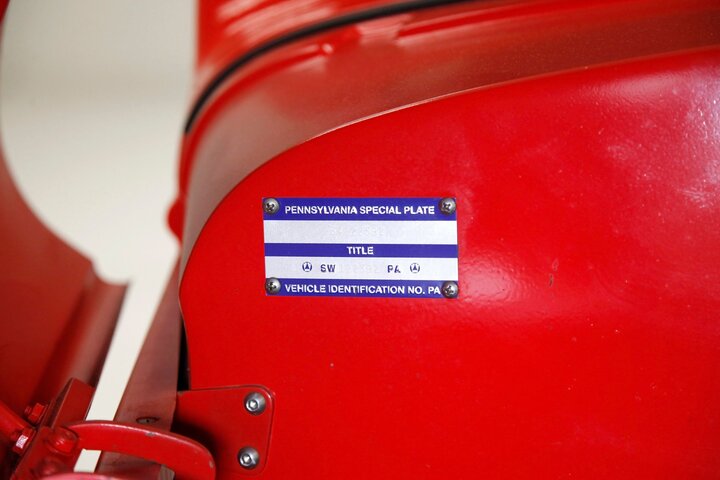 PENNSYLVANIA SPECIAL PLATE
TITLE
SW PA
VEHICLE IDENTIFICATION NO. PA